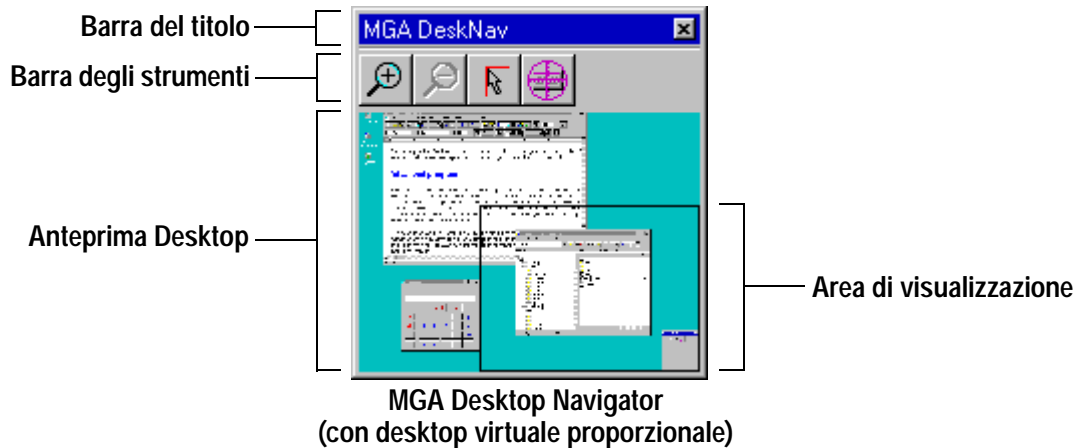 Barra del titolo
MGA DeskNav
Barra degli strumenti
Anteprima Desktop
Area di visualizzazione
MGA Desktop Navigator
(con desktop virtuale proporzionale)